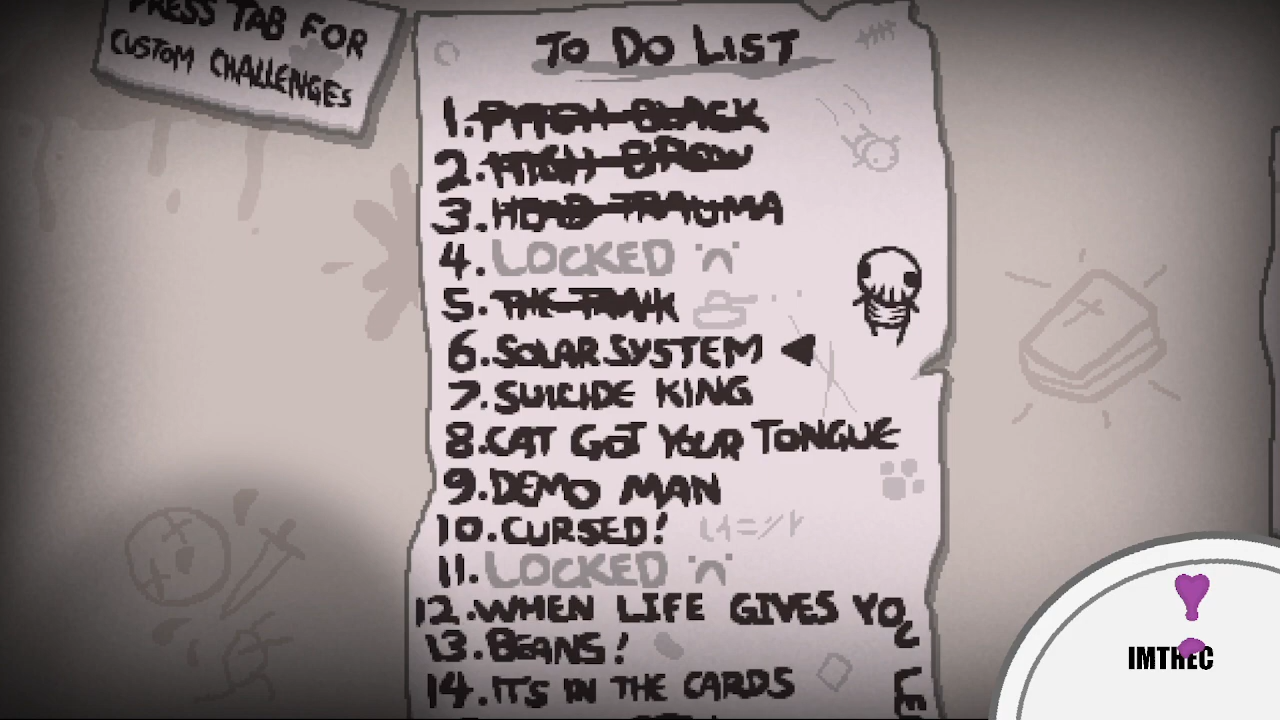 PRESS TAB FOR
CUSTOM CHALLENGES
TO DO LIST
1. PITCH BLACK
2. HIGH BROW
3. HEAD TRAUMA
4. LOCKED
5. THE TANK
6. SOLAR SYSTEM
7. SUICIDE KING
8. CAT GOT YOUR TONGUE
9. DEMO MAN
10. CURSED!
11. LOCKED
12. WHEN LIFE GIVES YOU LE
13. BEANS!
14. IT'S IN THE CARDS
IMTREC